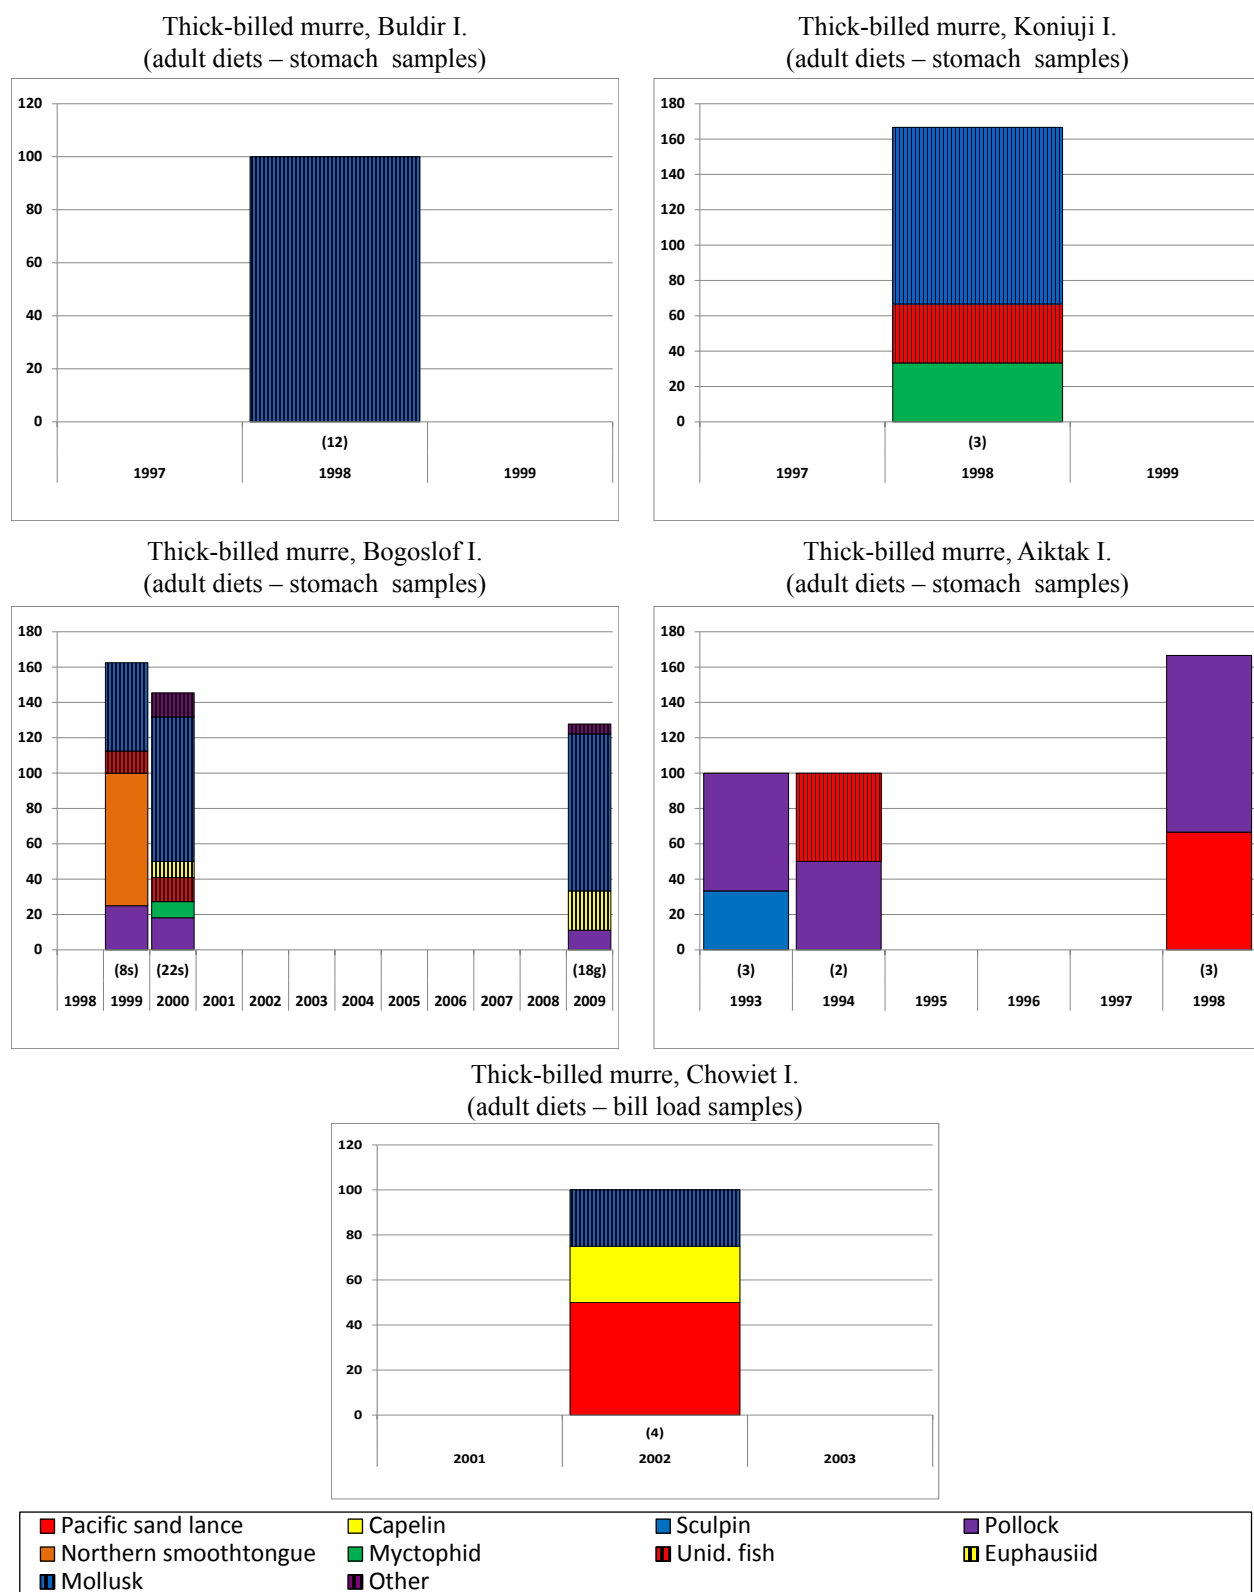 Thick-billed murre, Buldir I.
(adult diets – stomach samples)
120
100
80
60
40
20
0
(12)
1997 1998 1999
Thick-billed murre, Koniuji I.
(adult diets – stomach samples)
180
160
140
120
100
80
60
40
20
0
(3)
1997 1998 1999
Thick-billed murre, Bogoslof I.
(adult diets – stomach samples)
180
160
140
120
100
80
60
40
20
0
(8s) (22s) (18g)
1998 1999 2000 2001 2002 2003 2004 2005 2006 2007 2008 2009
Thick-billed murre, Aiktak I.
(adult diets – stomach samples)
180
160
140
120
100
80
60
40
20
0
(3) (2) (3)
1993 1994 1995 1996 1997 1998
Thick-billed murre, Chowiet I.
(adult diets – bill load samples)
120
100
80
60
40
20
0
(4)
2001 2002 2003
Pacific sand lance Capelin Sculpin Pollock
Northern smoothtongue Myctophid Unid. fish Euphausiid
Mollusk Other